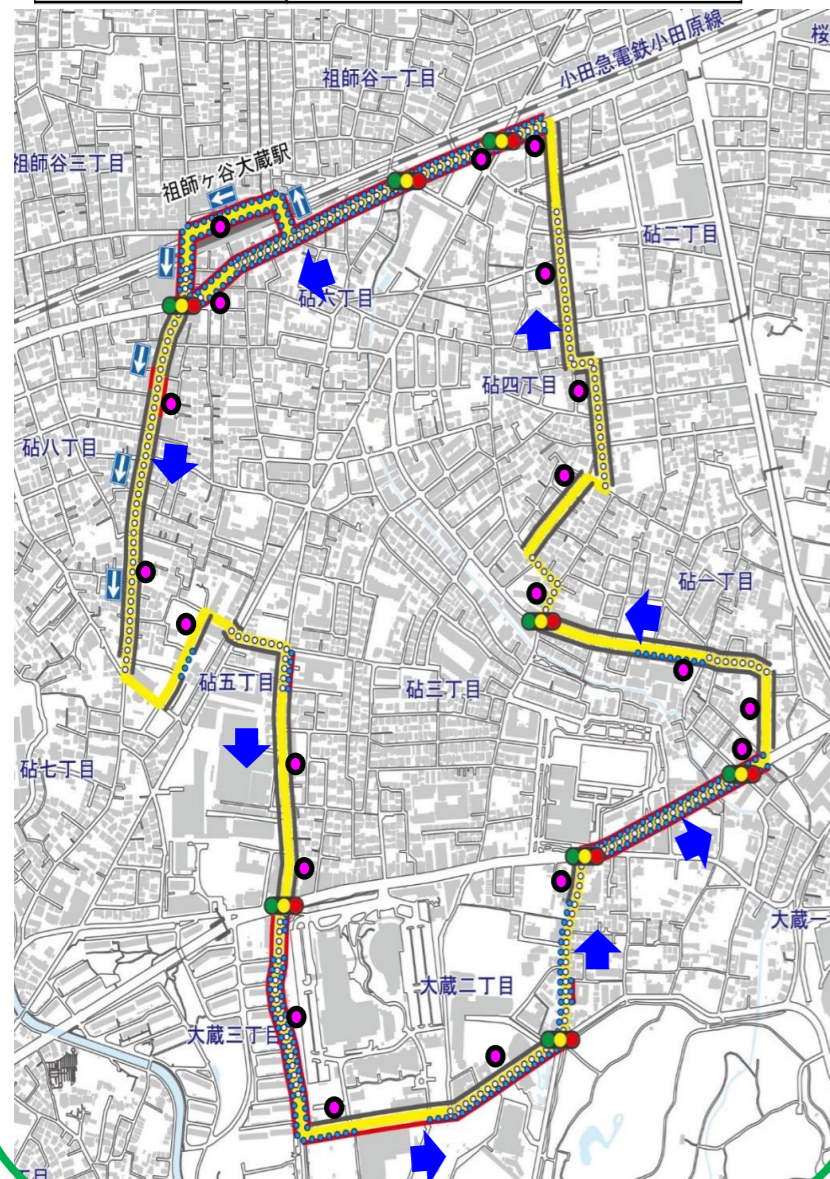 桜
小田急電鉄小田原線
祖師谷一丁目
祖師谷三丁目
祖師ヶ谷大蔵駅
砧二丁目
砧六丁目
砧四丁目
砧八丁目
砧一丁目
砧五丁目
砧三丁目
砧七丁目
大蔵一
大蔵二丁目
大蔵三丁目
丁目